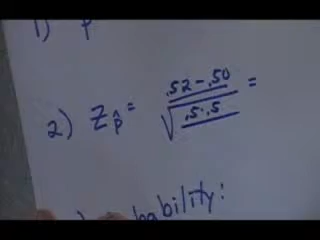 1) p
2) Z p̂ = .52 - .50 / √ .5 · .5 =
bability: